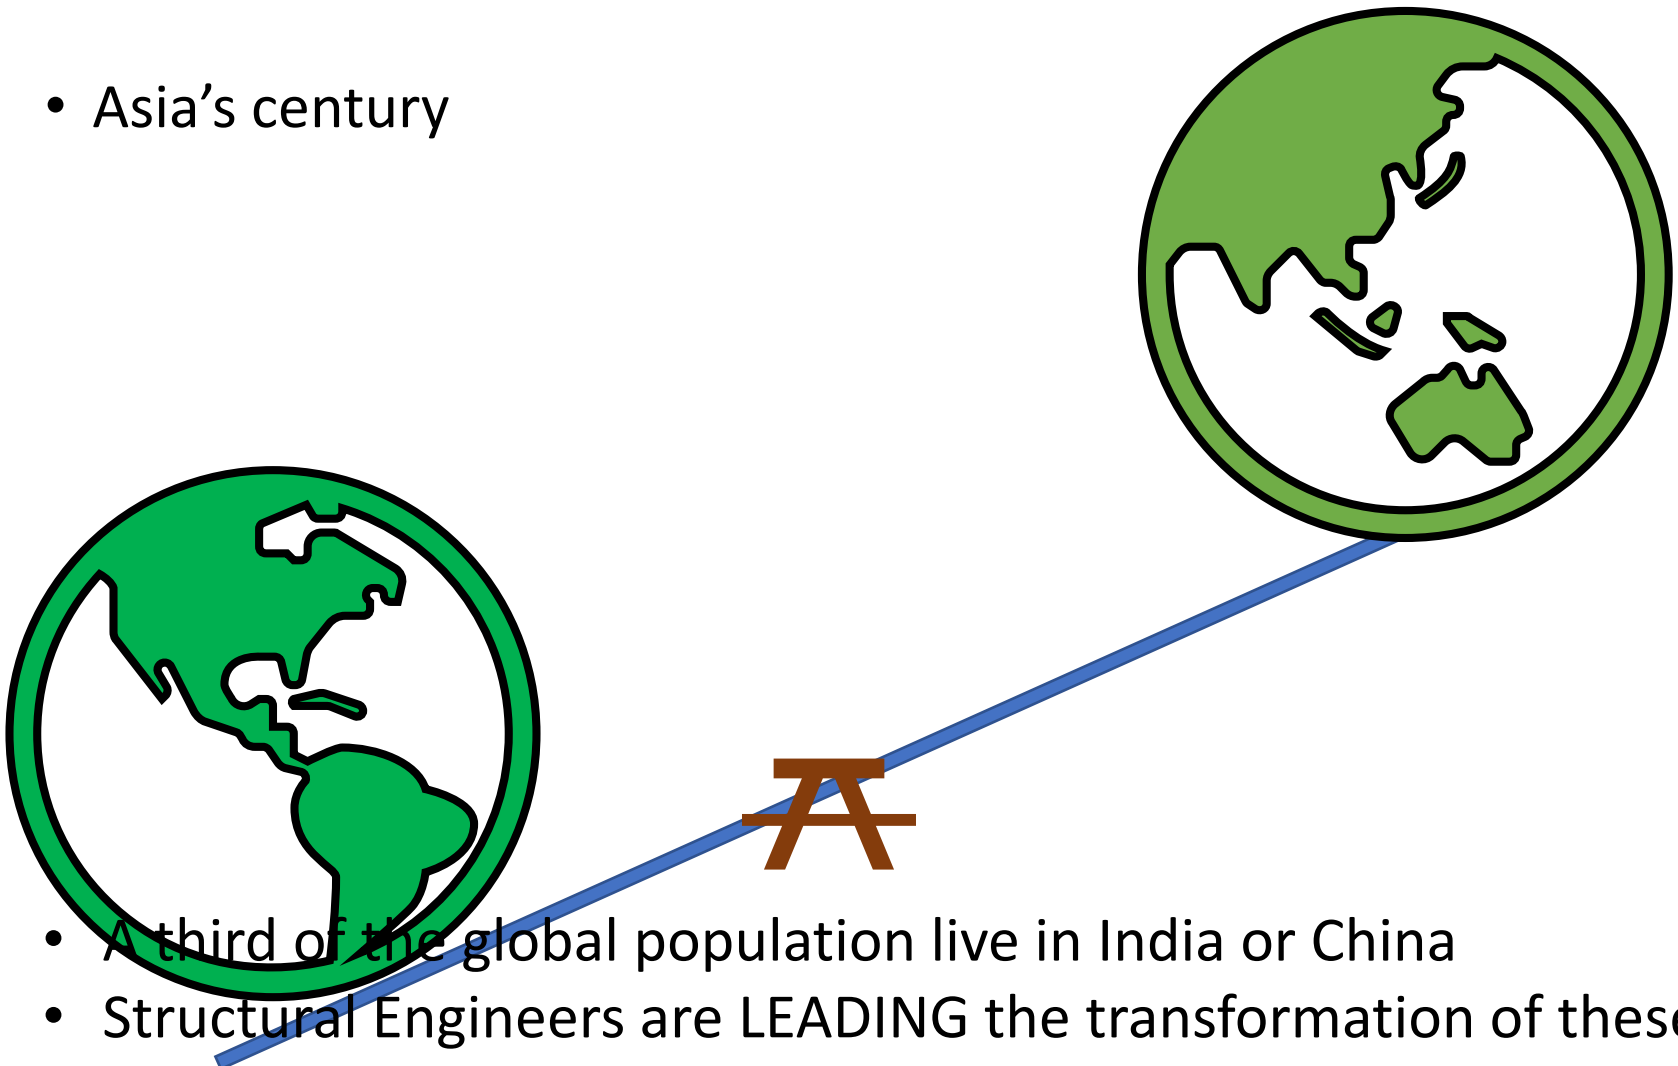 • Asia’s century
• A third of the global population live in India or China
• Structural Engineers are LEADING the transformation of these